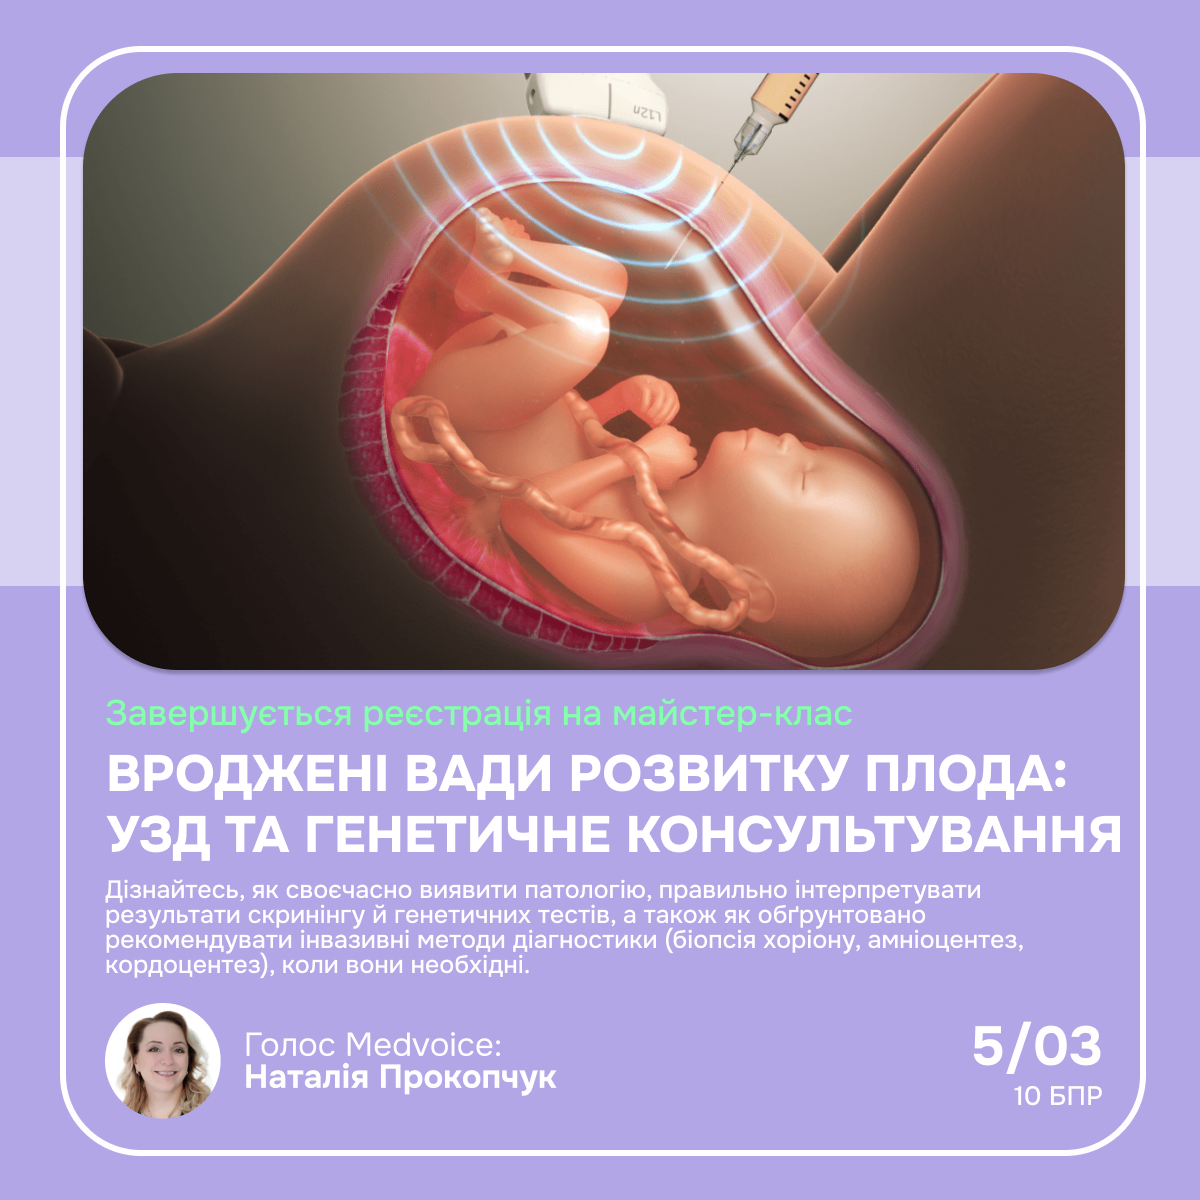 L12n
Завершується реєстрація на майстер-клас
ВРОДЖЕНІ ВАДИ РОЗВИТКУ ПЛОДА:
УЗД ТА ГЕНЕТИЧНЕ КОНСУЛЬТУВАННЯ
Дізнайтесь, як своєчасно виявити патологію, правильно інтерпретувати
результати скринінгу й генетичних тестів, а також як обґрунтовано
рекомендувати інвазивні методи діагностики (біопсія хоріону, амніоцентез,
кордоцентез), коли вони необхідні.
Голос Medvoice:
Наталія Прокопчук
5/03
10 БПР